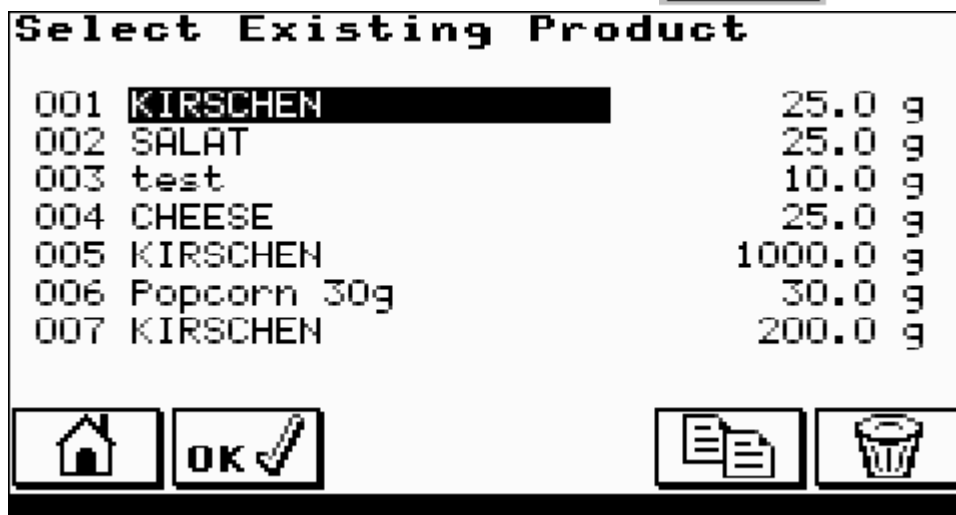 Select Existing Product
001 KIRSCHEN 25.0 g
002 SALAT 25.0 g
003 test 10.0 g
004 CHEESE 25.0 g
005 KIRSCHEN 1000.0 g
006 Popcorn 30g 30.0 g
007 KIRSCHEN 200.0 g
OK